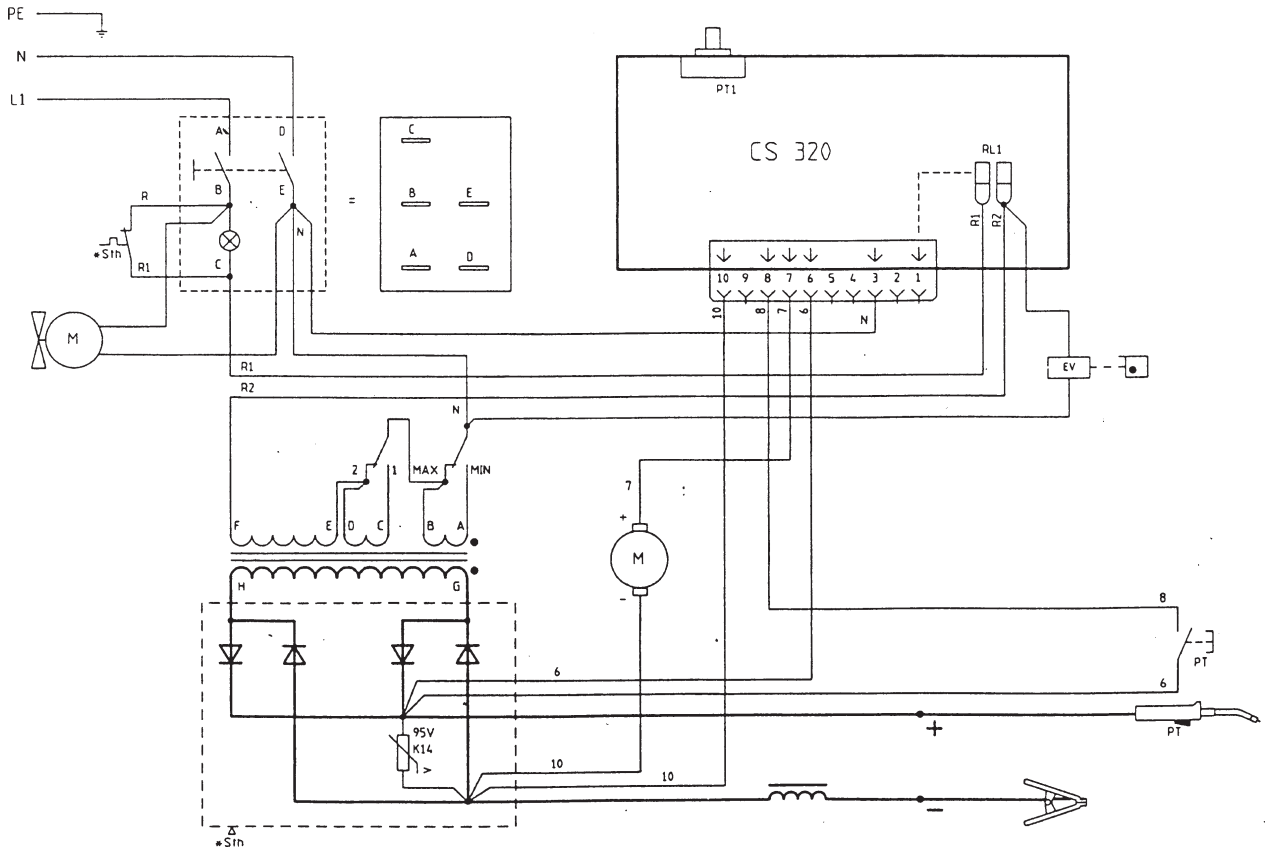 PE
N
L1
PT1
CS 320
RL1
A
D
B
E
N
C
R
*Sth
R1
M
=
C
B
E
A
D
R1
R2
10 9 8 7 6 5 4 3 2 1
10
8
7
6
N
R1
R2
EV
N
2
1
MAX
MIN
F
E
D
C
B
A
7
+
M
-
H
G
8
PT
6
6
95V
K14
>
+
PT
10
10
-
*Sth